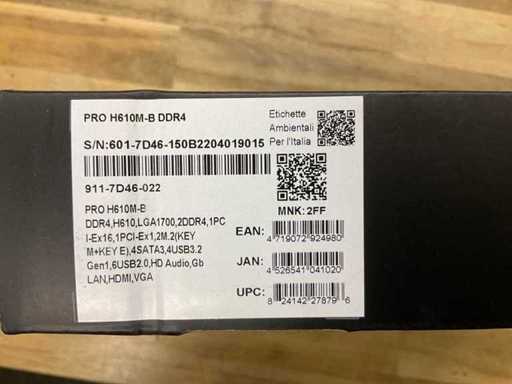 PRO H610M-B DDR4
Etichette
Ambientali
Per l'Italia
S/N:601-7D46-150B2204019015
911-7D46-022
MNK:2FF
PRO H610M-B
DDR4,H610,LGA1700,2DDR4,1PC
I-Ex16,1PCI-Ex1,2M.2(KEY
M+KEY E),4SATA3,4USB3.2
Gen1,6USB2.0,HD Audio,Gb
LAN,HDMI,VGA
EAN:
4 719072 924980
JAN:
4 526541 041020
UPC:
8 24142 27879 6